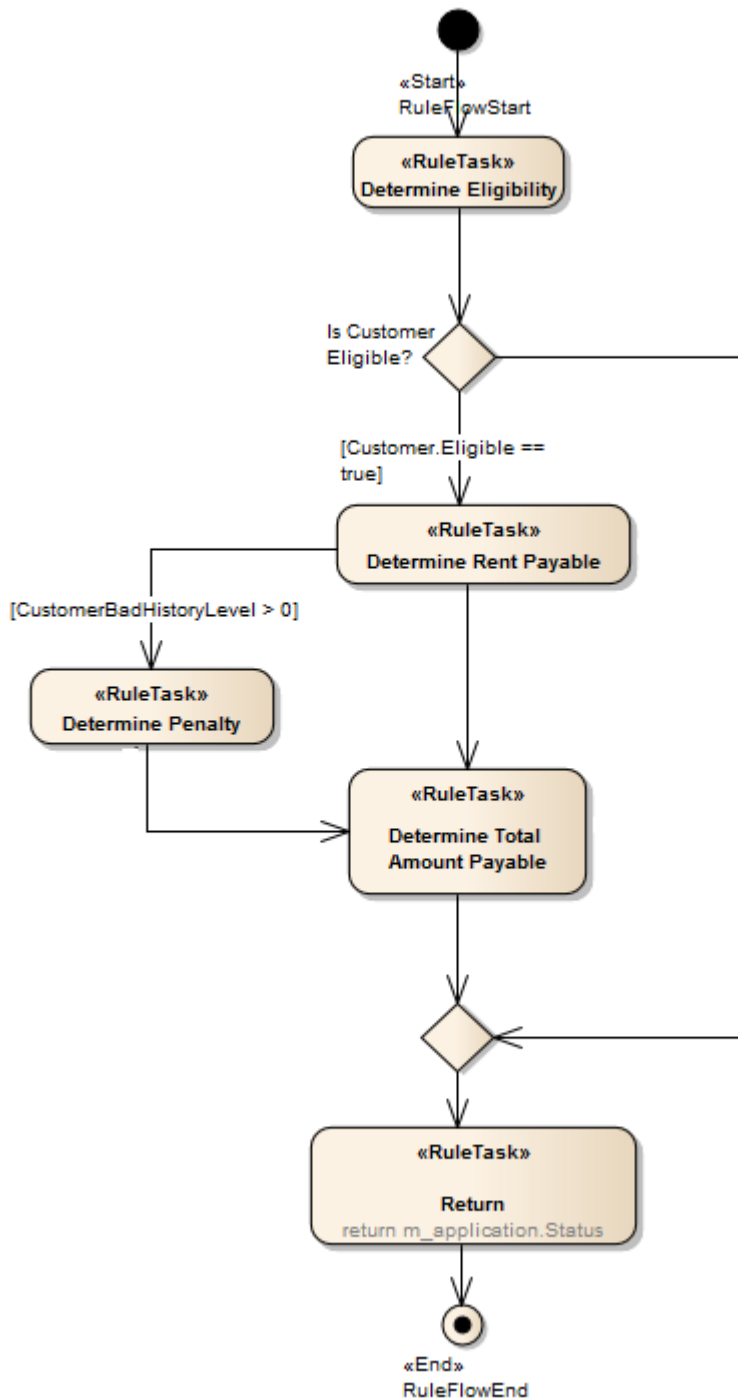 «Start»
RuleFlowStart
«RuleTask»
Determine Eligibility
Is Customer
Eligible?
[Customer.Eligible ==
true]
«RuleTask»
Determine Rent Payable
[CustomerBadHistoryLevel > 0]
«RuleTask»
Determine Penalty
«RuleTask»
Determine Total
Amount Payable
«RuleTask»
Return
return m_application.Status
«End»
RuleFlowEnd